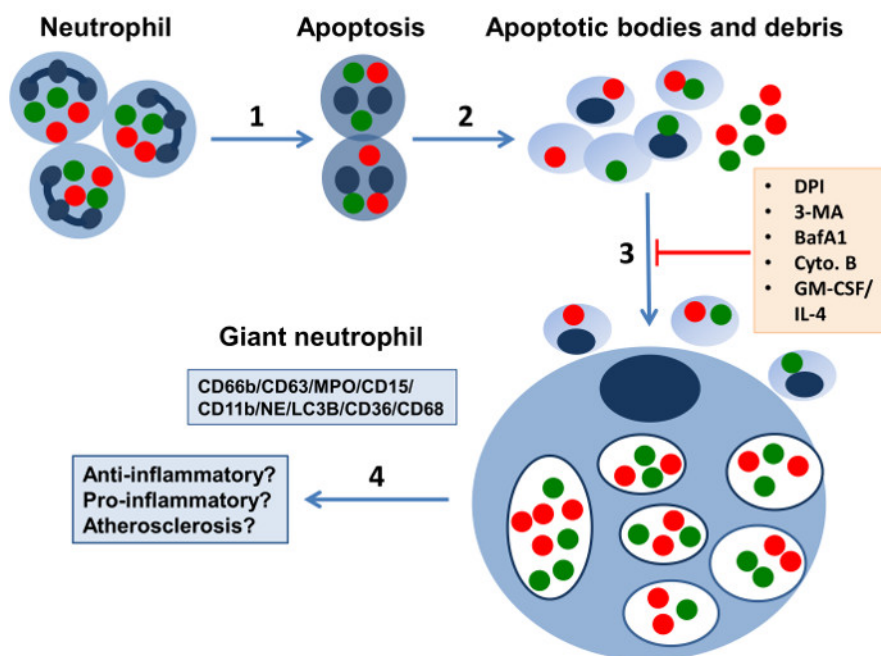 Neutrophil
Apoptosis
Apoptotic bodies and debris
1
2
• DPI
• 3-MA
• BafA1
• Cyto. B
• GM-CSF/
IL-4
3
Giant neutrophil
CD66b/CD63/MPO/CD15/
CD11b/NE/LC3B/CD36/CD68
Anti-inflammatory?
Pro-inflammatory?
Atherosclerosis?
4